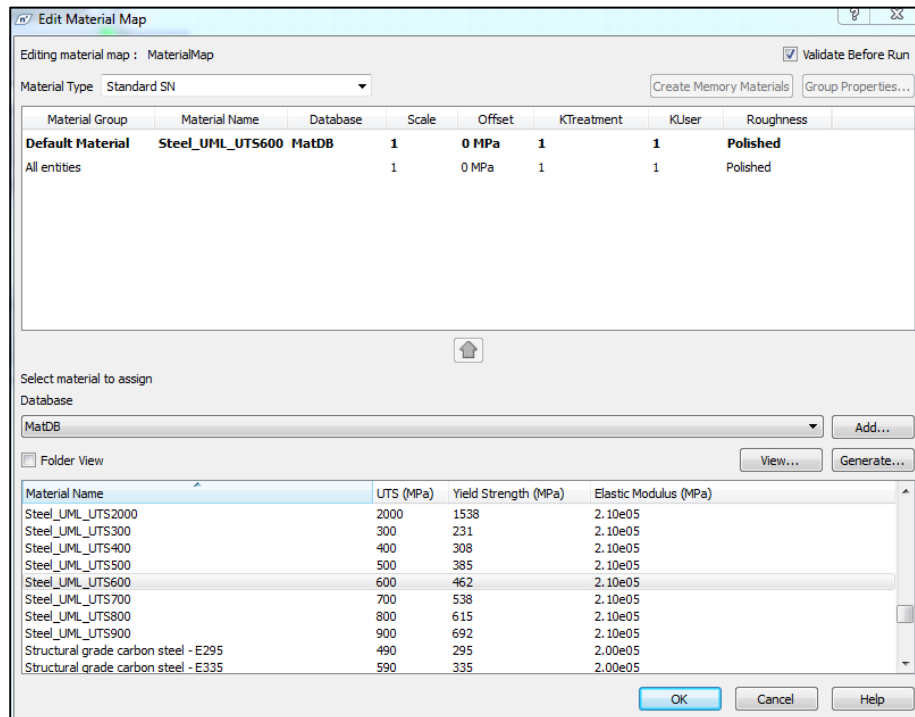 Edit Material Map
Editing material map : MaterialMap
Validate Before Run
Material Type Standard SN
Create Memory Materials Group Properties...
Material Group Material Name Database Scale Offset KTreatment KUser Roughness
Default Material Steel_UML_UTS600 MatDB 1 0 MPa 1 1 Polished
All entities 1 0 MPa 1 1 Polished
Select material to assign
Database
MatDB Add...
Folder View View... Generate...
Material Name UTS (MPa) Yield Strength (MPa) Elastic Modulus (MPa)
Steel_UML_UTS2000 2000 1538 2.10e05
Steel_UML_UTS300 300 231 2.10e05
Steel_UML_UTS400 400 308 2.10e05
Steel_UML_UTS500 500 385 2.10e05
Steel_UML_UTS600 600 462 2.10e05
Steel_UML_UTS700 700 538 2.10e05
Steel_UML_UTS800 800 615 2.10e05
Steel_UML_UTS900 900 692 2.10e05
Structural grade carbon steel - E295 490 295 2.00e05
Structural grade carbon steel - E335 590 335 2.00e05
OK Cancel Help